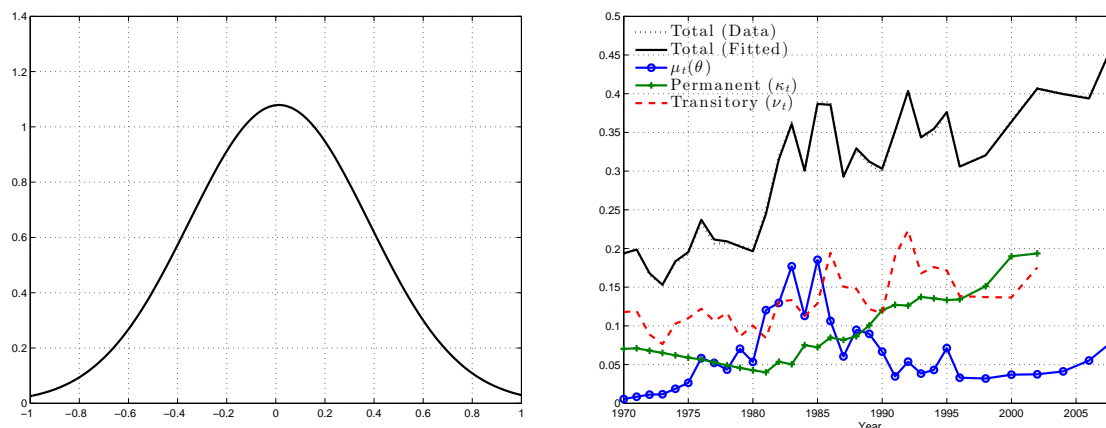 1.4
1.2
1
0.8
0.6
0.4
0.2
0
−1 −0.8 −0.6 −0.4 −0.2 0 0.2 0.4 0.6 0.8 1
0.5
0.45
0.4
0.35
0.3
0.25
0.2
0.15
0.1
0.05
0
Total (Data)
Total (Fitted)
μt(θ)
Permanent (κt)
Transitory (νt)
1970 1975 1980 1985 1990 1995 2000 2005
Year